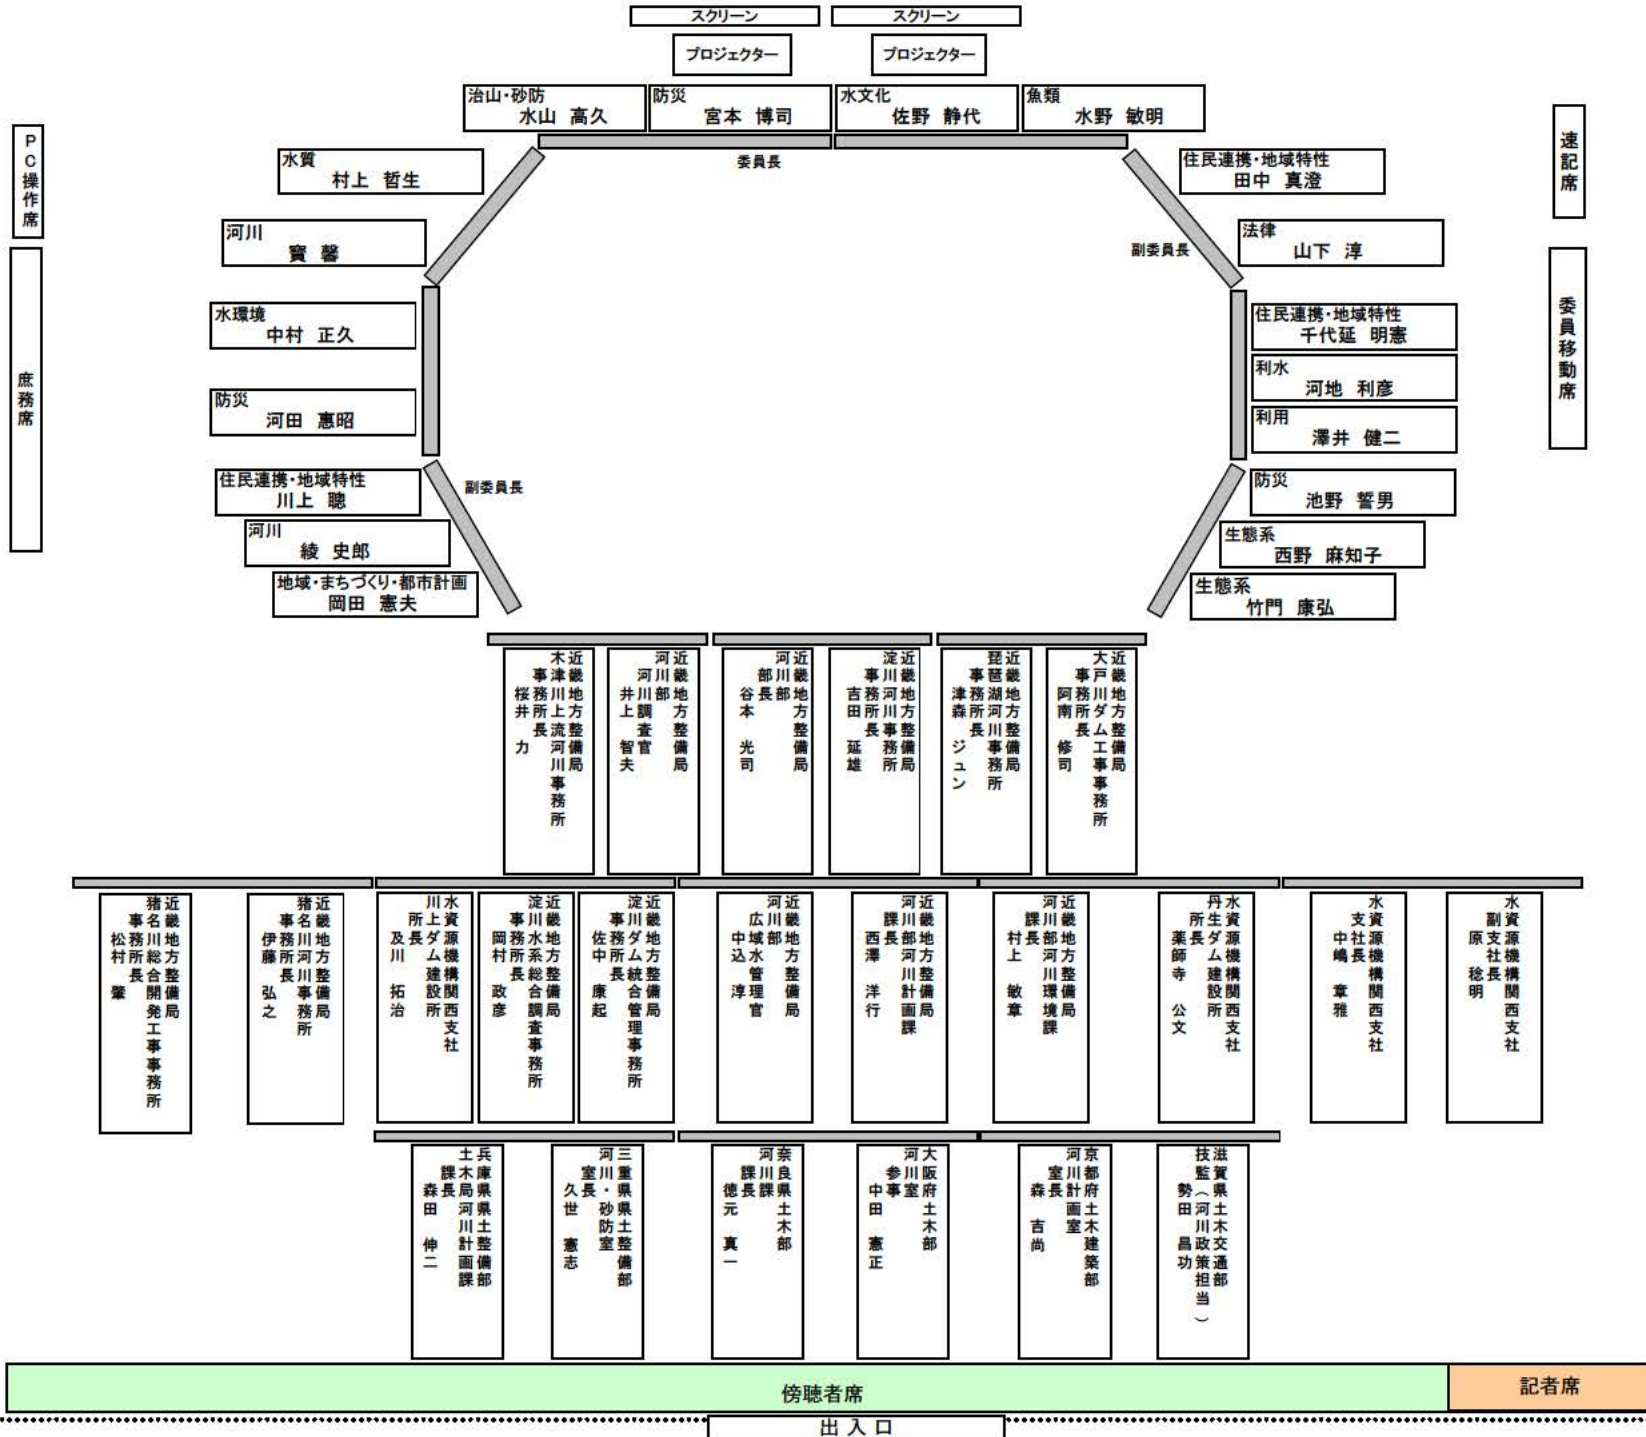 スクリーン
スクリーン
プロジェクター
プロジェクター
治山・砂防
水山 高久
防災
宮本 博司
水文化
佐野 静代
魚類
水野 敏明
委員長
PC操作席
庶務席
速記席
委員移動席
水質
村上 哲生
河川
寳 馨
水環境
中村 正久
防災
河田 惠昭
住民連携・地域特性
川上 聰
副委員長
河川
綾 史郎
地域・まちづくり・都市計画
岡田 憲夫
住民連携・地域特性
田中 真澄
副委員長
法律
山下 淳
住民連携・地域特性
千代延 明憲
利水
河地 利彦
利用
澤井 健二
防災
池野 誓男
生態系
西野 麻知子
生態系
竹門 康弘
近畿地方整備局
木津川上流河川事務所
事務所長
桜井 力
近畿地方整備局
河川部
河川調査官
井上 智夫
近畿地方整備局
河川部
部長
谷本 光司
近畿地方整備局
淀川河川事務所
事務所長
吉田 延雄
近畿地方整備局
琵琶湖河川事務所
事務所長
津森 ジュン
近畿地方整備局
大戸川ダム工事事務所
事務所長
阿南 修司
近畿地方整備局
猪名川総合開発工事事務所
事務所長
松村 肇
近畿地方整備局
猪名川河川事務所
事務所長
伊藤 弘之
水資源機構関西支社
川上ダム建設所
所長
及川 拓治
近畿地方整備局
淀川水系総合調査事務所
事務所長
岡村 政彦
近畿地方整備局
淀川ダム統合管理事務所
事務所長
佐中 康起
近畿地方整備局
河川部
広域水管理官
中込 淳
近畿地方整備局
河川部河川計画課
課長
西澤 洋行
近畿地方整備局
河川部河川環境課
課長
村上 敏章
水資源機構関西支社
丹生ダム建設所
所長
薬師寺 公文
水資源機構関西支社
支社長
中嶋 章雅
水資源機構関西支社
副支社長
原 稔明
兵庫県県土整備部
土木局河川計画課
課長
森田 伸二
三重県県土整備部
河川・砂防室
室長
久世 憲志
奈良県土木部
河川課
課長
徳元 真一
大阪府土木部
河川室
参事
中田 憲正
京都府土木建築部
河川計画室
室長
森 吉尚
滋賀県土木交通部
技監(河川政策担当)
勢田 昌功
傍聴者席
記者席
出入口